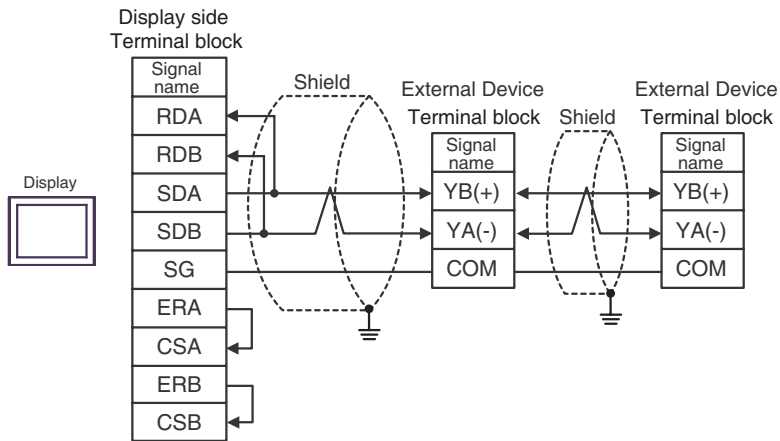 Display side
Terminal block
Signal
name
RDA
RDB
SDA
SDB
SG
ERA
CSA
ERB
CSB
Display
Shield
External Device
Terminal block
Signal
name
YB(+)
YA(-)
COM
Shield
External Device
Terminal block
Signal
name
YB(+)
YA(-)
COM